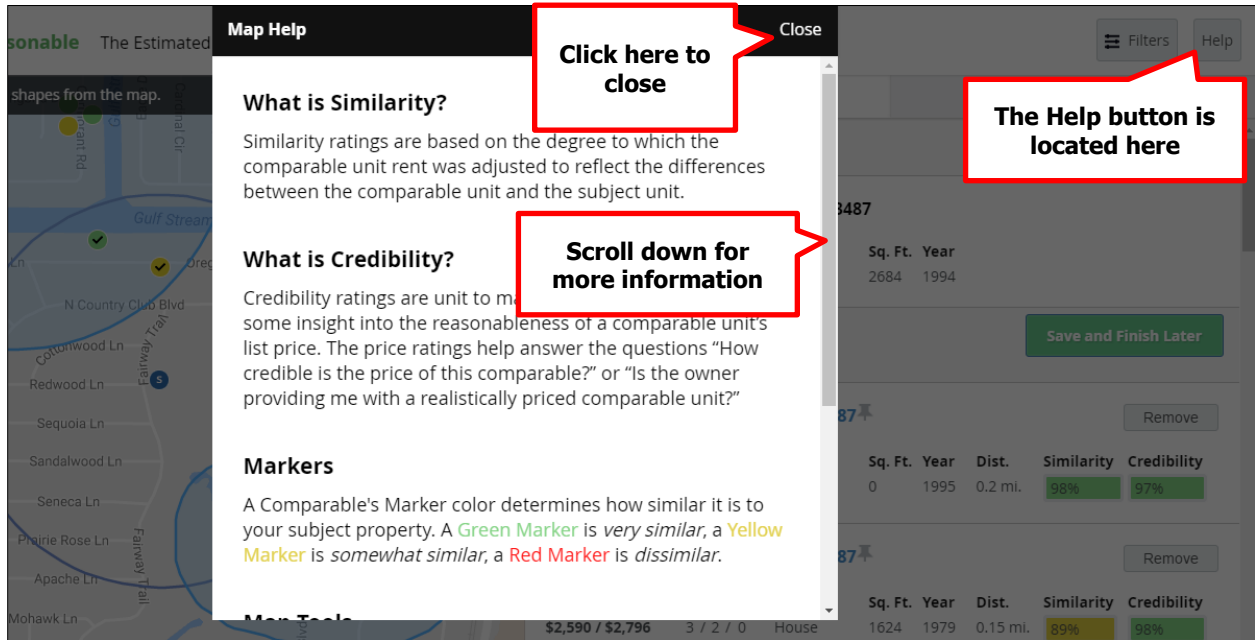 sonable The Estimated
Map Help
Close
Filters
Help
Click here to
close
The Help button is
located here
shapes from the map.
What is Similarity?
Similarity ratings are based on the degree to which the
comparable unit rent was adjusted to reflect the differences
between the comparable unit and the subject unit.
What is Credibility?
Credibility ratings are unit to ma
some insight into the reasonableness of a comparable unit's
list price. The price ratings help answer the questions “How
credible is the price of this comparable?” or “Is the owner
providing me with a realistically priced comparable unit?”
Scroll down for
more information
Markers
A Comparable's Marker color determines how similar it is to
your subject property. A Green Marker is very similar, a Yellow
Marker is somewhat similar, a Red Marker is dissimilar.
Map Tools
Cardinal Cir
Gulf Stream
Ln
Oreg
N Country Club Blvd
Cottonwood Ln
Fairway Trail
Redwood Ln
S
Sequoia Ln
Sandalwood Ln
Seneca Ln
Prairie Rose Ln
Fairway Trail
Apache Ln
Mohawk Ln
3487
Sq. Ft. Year
2684 1994
Save and Finish Later
87
Remove
Sq. Ft. Year Dist. Similarity Credibility
0 1995 0.2 mi. 98% 97%
87
Remove
Sq. Ft. Year Dist. Similarity Credibility
$2,590 / $2,796 3 / 2 / 0 House 1624 1979 0.15 mi. 89% 98%